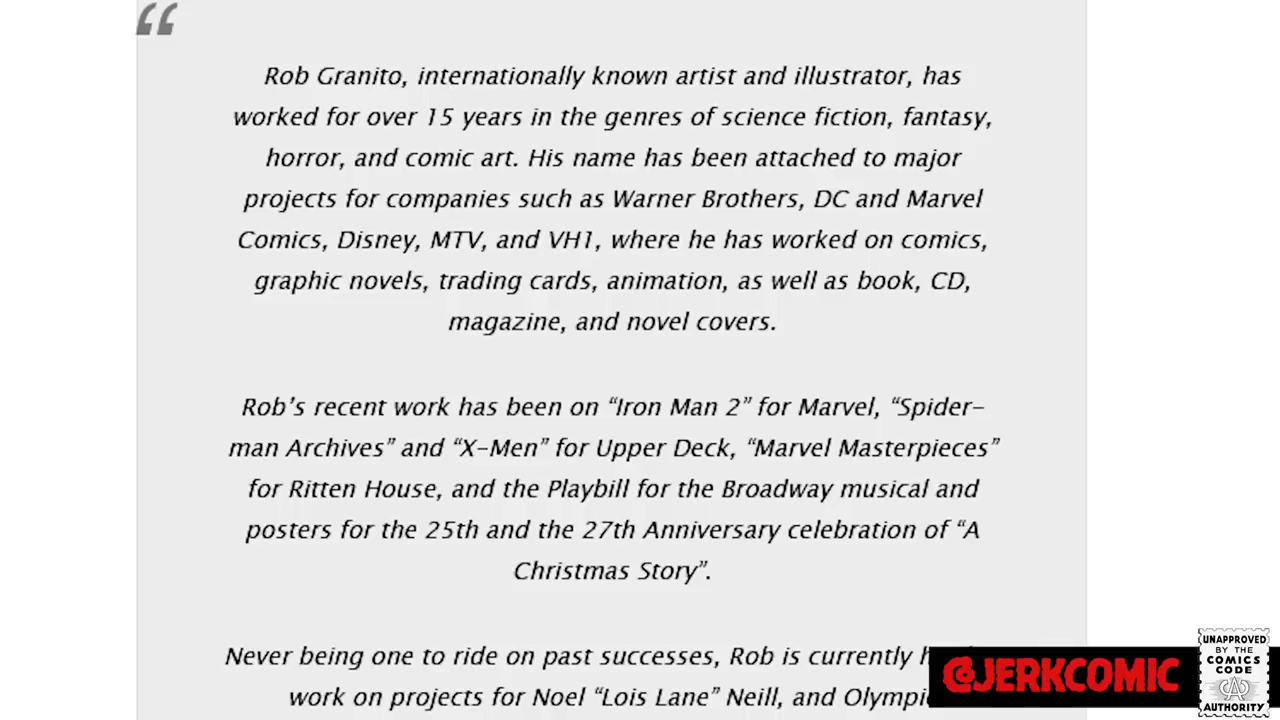 “
Rob Granito, internationally known artist and illustrator, has
worked for over 15 years in the genres of science fiction, fantasy,
horror, and comic art. His name has been attached to major
projects for companies such as Warner Brothers, DC and Marvel
Comics, Disney, MTV, and VH1, where he has worked on comics,
graphic novels, trading cards, animation, as well as book, CD,
magazine, and novel covers.
Rob’s recent work has been on “Iron Man 2” for Marvel, “Spider-
man Archives” and “X-Men” for Upper Deck, “Marvel Masterpieces”
for Ritten House, and the Playbill for the Broadway musical and
posters for the 25th and the 27th Anniversary celebration of “A
Christmas Story”.
Never being one to ride on past successes, Rob is currently
work on projects for Noel “Lois Lane” Neill, and
@JERKCOMIC
UNAPPROVED
BY THE
COMICS
CODE
CA
AUTHORITY